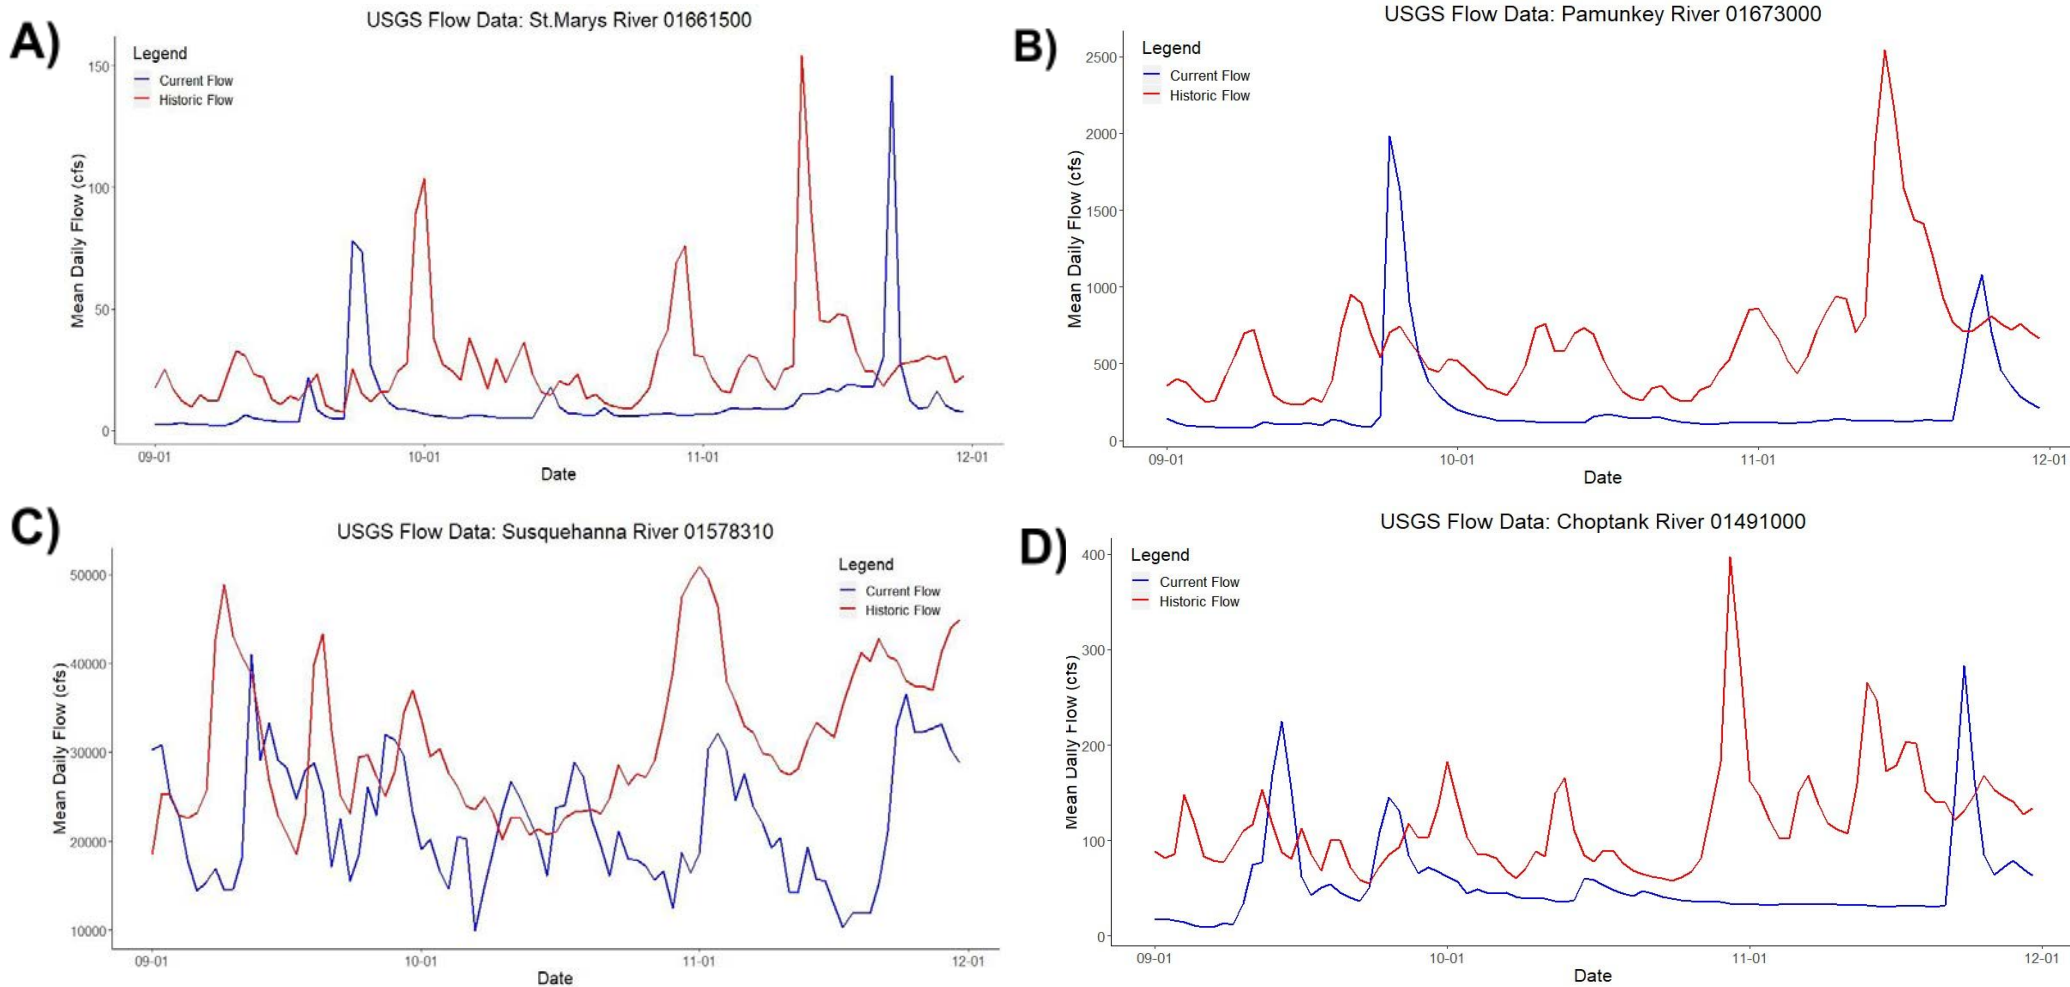 A)
USGS Flow Data: St.Marys River 01661500
Legend
Current Flow
Historic Flow
Mean Daily Flow (cfs)
150
100
50
0
09-01
10-01
11-01
12-01
Date
B)
USGS Flow Data: Pamunkey River 01673000
Legend
Current Flow
Historic Flow
Mean Daily Flow (cfs)
2500
2000
1500
1000
500
0
09-01
10-01
11-01
12-01
Date
C)
USGS Flow Data: Susquehanna River 01578310
Legend
Current Flow
Historic Flow
Mean Daily Flow (cfs)
50000
40000
30000
20000
10000
09-01
10-01
11-01
12-01
Date
D)
USGS Flow Data: Choptank River 01491000
Legend
Current Flow
Historic Flow
Mean Daily Flow (cfs)
400
300
200
100
0
09-01
10-01
11-01
12-01
Date